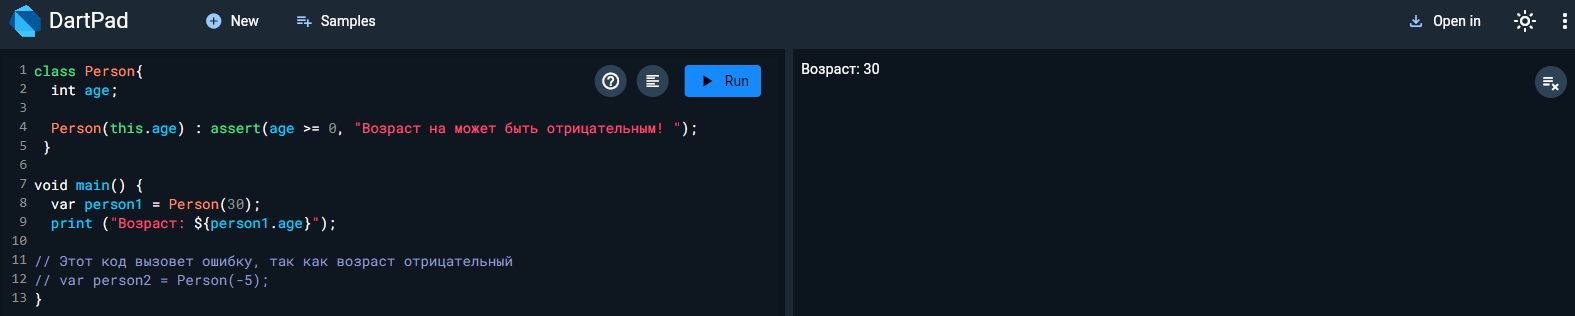 DartPad New Samples Open in
1 class Person{
2   int age;
3
4   Person(this.age) : assert(age >= 0, "Возраст на может быть отрицательным! ");
5  }
6
7 void main() {
8   var person1 = Person(30);
9   print ("Возраст: ${person1.age}");
10
11 // Этот код вызовет ошибку, так как возраст отрицательный
12 // var person2 = Person(-5);
13 }
Run
Возраст: 30